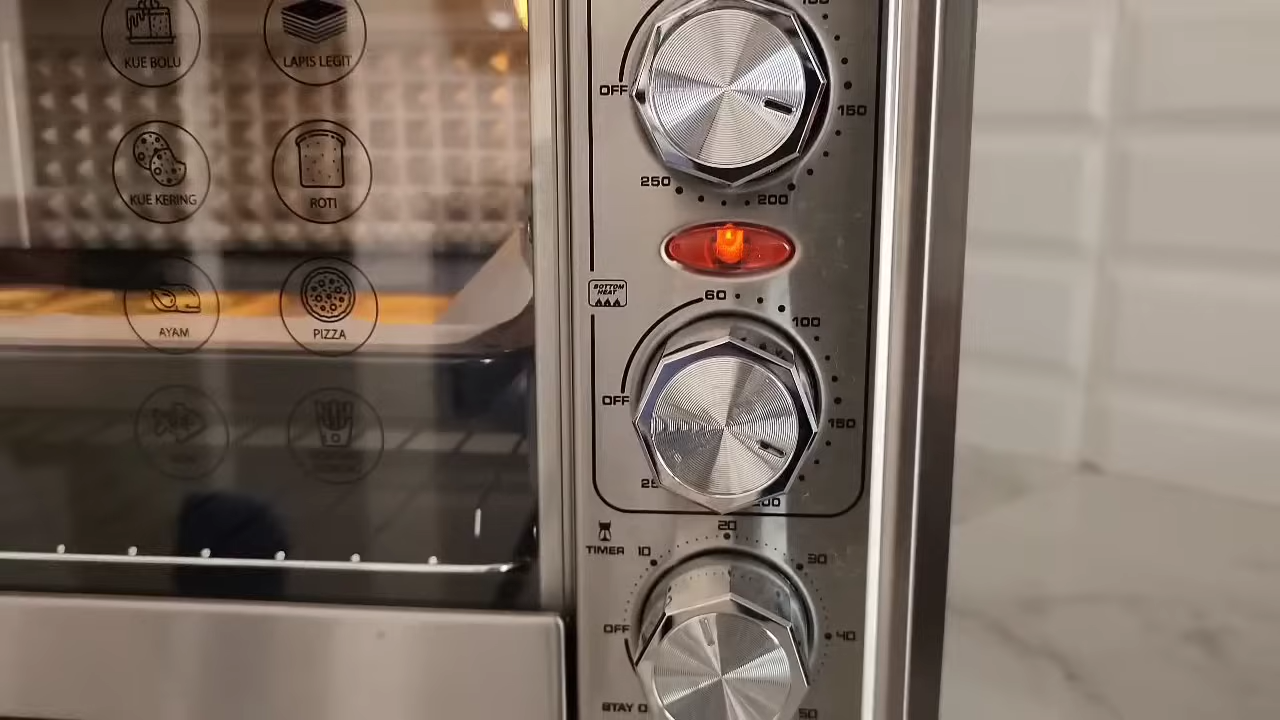 KUE BOLU
LAPIS LEGIT
KUE KERING
ROTI
AYAM
PIZZA
OFF
150
250
200
BOTTOM
HEAT
60
100
OFF
150
TIMER
10
20
30
OFF
40
STAY
50